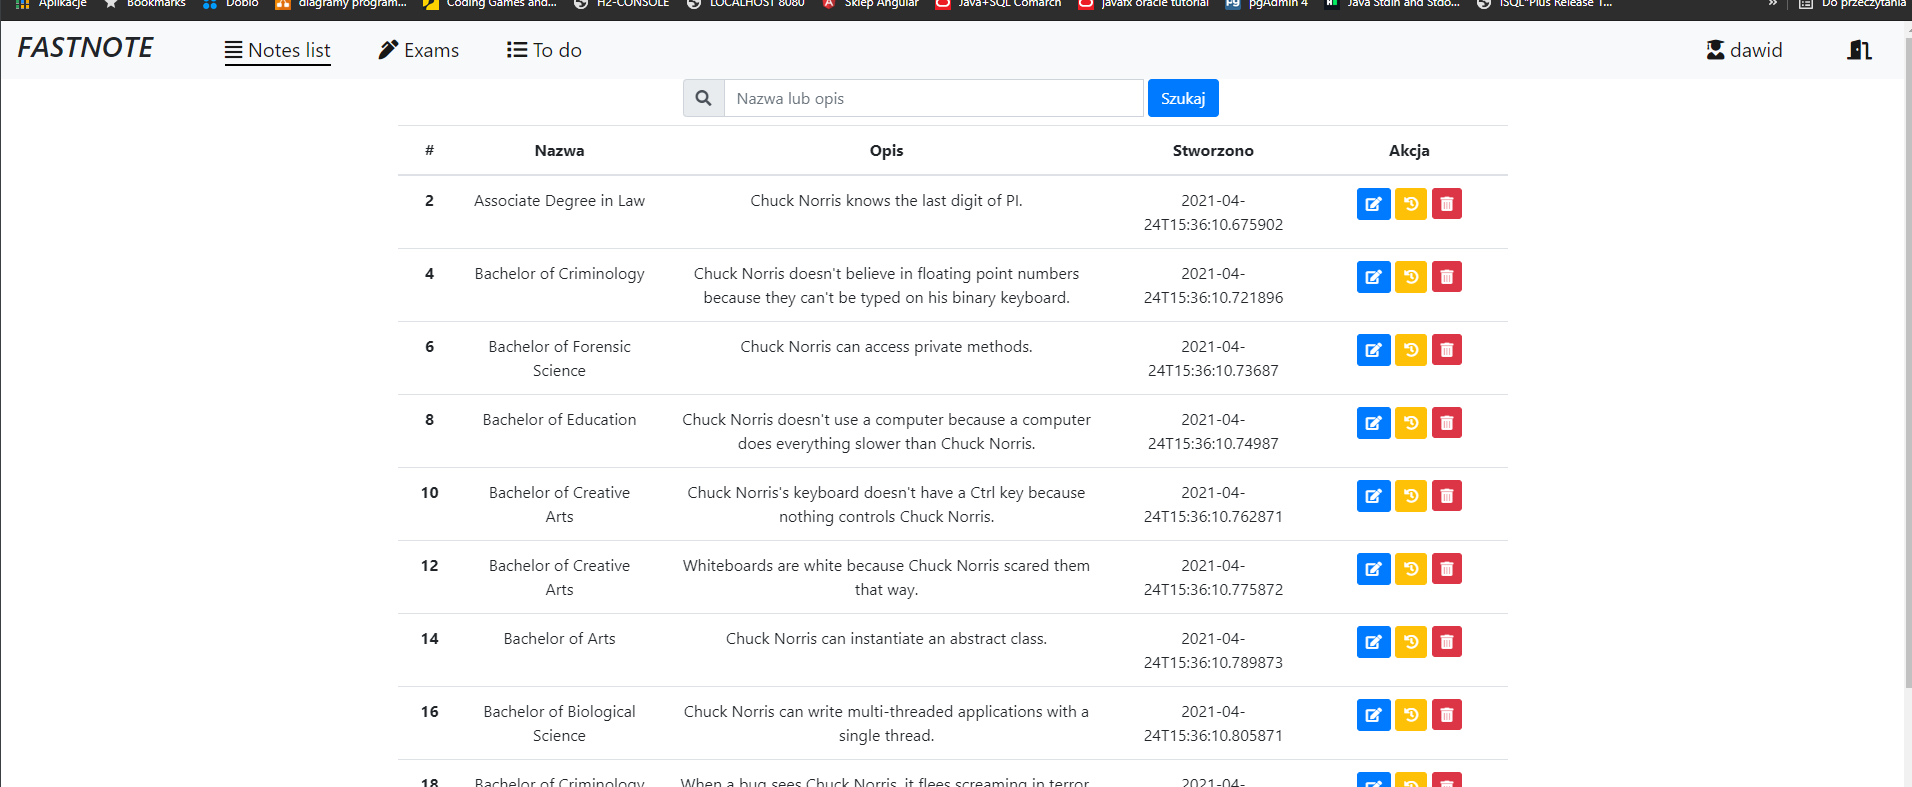 Aplikacje Bookmarks Dobio diagramy program... Coding Games and... H2-CONSOLE LOCALHOST 8080 Sklep Angular Java+SQL Comarch javafx oracle tutorial pgAdmin 4 Java Stdin and Stdo... iSQL*Plus Release 1... » Do przeczytania
FASTNOTE Notes list Exams To do dawid
Nazwa lub opis Szukaj
# Nazwa Opis Stworzono Akcja
2 Associate Degree in Law Chuck Norris knows the last digit of PI. 2021-04-
24T15:36:10.675902
4 Bachelor of Criminology Chuck Norris doesn't believe in floating point numbers 2021-04-
because they can't be typed on his binary keyboard. 24T15:36:10.721896
6 Bachelor of Forensic Chuck Norris can access private methods. 2021-04-
Science 24T15:36:10.73687
8 Bachelor of Education Chuck Norris doesn't use a computer because a computer 2021-04-
does everything slower than Chuck Norris. 24T15:36:10.74987
10 Bachelor of Creative Chuck Norris's keyboard doesn't have a Ctrl key because 2021-04-
Arts nothing controls Chuck Norris. 24T15:36:10.762871
12 Bachelor of Creative Whiteboards are white because Chuck Norris scared them 2021-04-
Arts that way. 24T15:36:10.775872
14 Bachelor of Arts Chuck Norris can instantiate an abstract class. 2021-04-
24T15:36:10.789873
16 Bachelor of Biological Chuck Norris can write multi-threaded applications with a 2021-04-
Science single thread. 24T15:36:10.805871
18 Bachelor of Criminology When a bug sees Chuck Norris, it flees screaming in terror 2021-04-